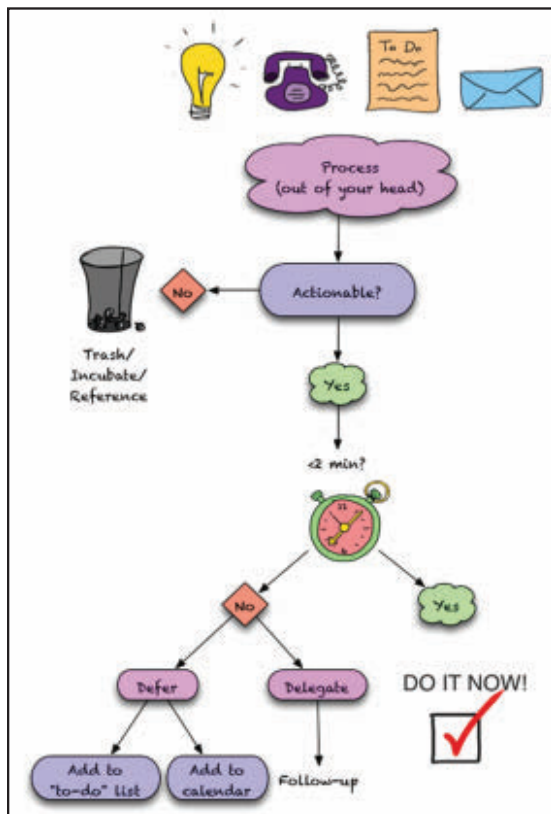 To Do
Process
(out of your head)
Actionable?
No
Trash/
Incubate/
Reference
Yes
<2 min?
No
Yes
Defer
Delegate
DO IT NOW!
Add to
"to-do" list
Add to
calendar
Follow-up